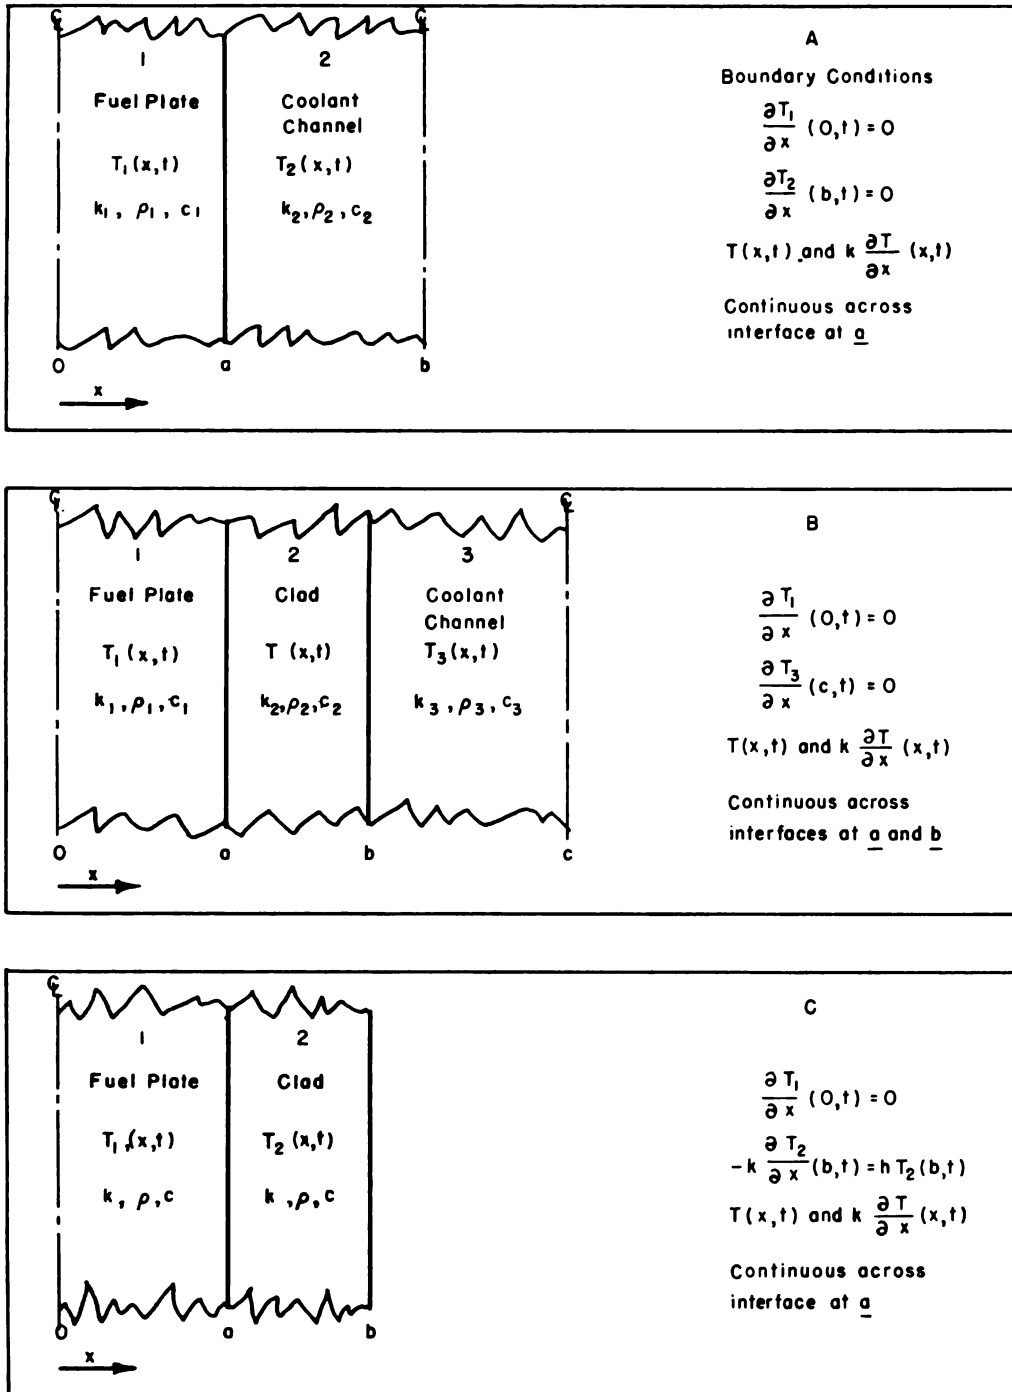 ℄ ℄
1 2
Fuel Plate Coolant
Channel
T₁(x,t) T₂(x,t)
k₁, ρ₁, c₁ k₂, ρ₂, c₂
0 a b
x
A
Boundary Conditions
∂T₁/∂x (0,t) = 0
∂T₂/∂x (b,t) = 0
T(x,t) and k ∂T/∂x (x,t)
Continuous across
interface at a
℄ ℄
1 2 3
Fuel Plate Clad Coolant
Channel
T₁(x,t) T (x,t) T₃(x,t)
k₁, ρ₁, c₁ k₂, ρ₂, c₂ k₃, ρ₃, c₃
0 a b c
x
B
∂T₁/∂x (0,t) = 0
∂T₃/∂x (c,t) = 0
T(x,t) and k ∂T/∂x (x,t)
Continuous across
interfaces at a and b
℄
1 2
Fuel Plate Clad
T₁,(x,t) T₂(x,t)
k, ρ, c k, ρ, c
0 a b
x
C
∂T₁/∂x (0,t) = 0
-k ∂T₂/∂x (b,t) = hT₂(b,t)
T(x,t) and k ∂T/∂x (x,t)
Continuous across
interface at a